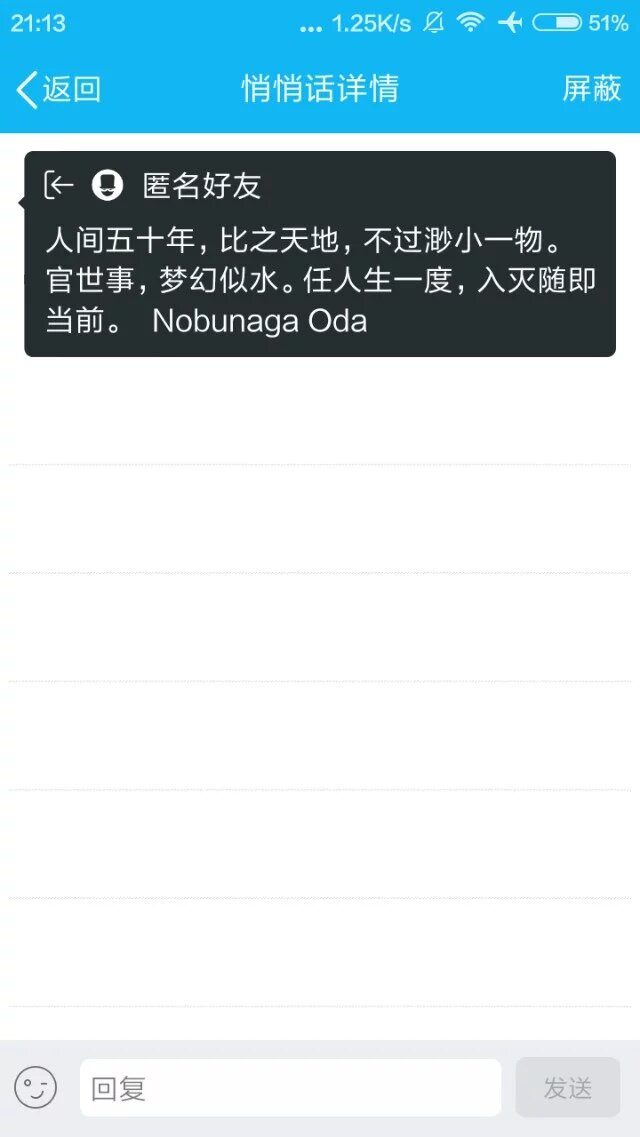 21:13 ... 1.25K/s 51%
返回 悄悄话详情 屏蔽
匿名好友
人间五十年，比之天地，不过渺小一物。
官世事，梦幻似水。任人生一度，入灭随即
当前。 Nobunaga Oda
回复 发送